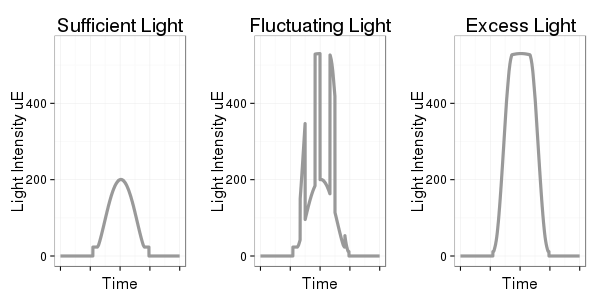 Sufficient Light
Light Intensity uE
400
200
0
Time
Fluctuating Light
Light Intensity uE
400
200
0
Time
Excess Light
Light Intensity uE
400
200
0
Time